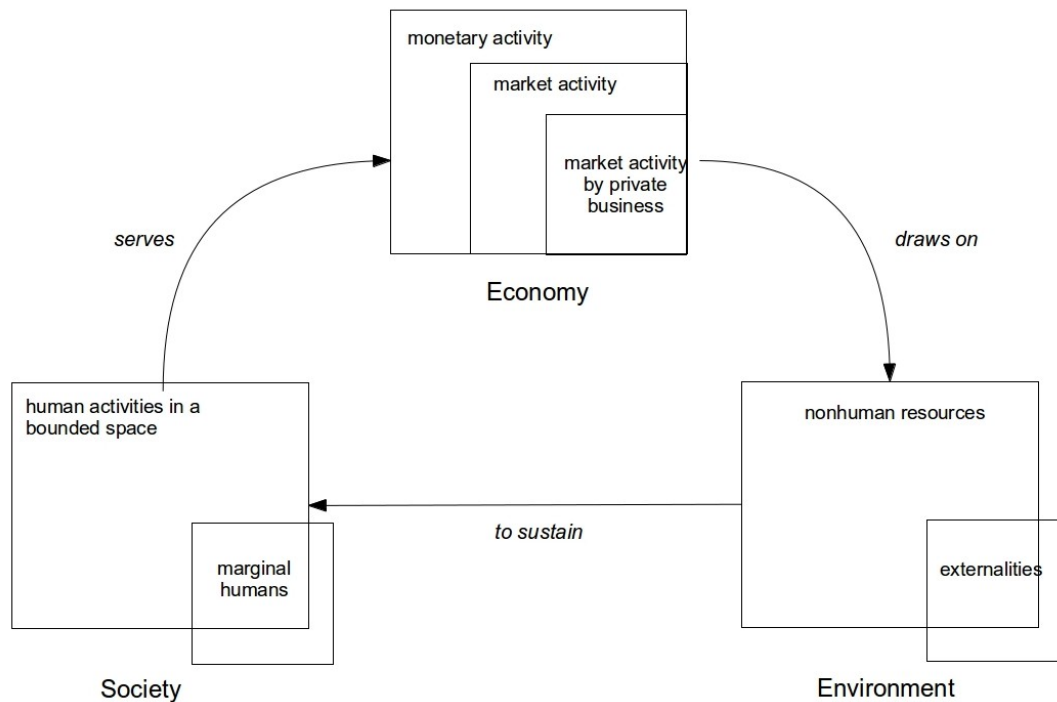 monetary activity
market activity
market activity
by private
business
serves
draws on
Economy
human activities in a
bounded space
nonhuman resources
to sustain
marginal
humans
externalities
Society
Environment